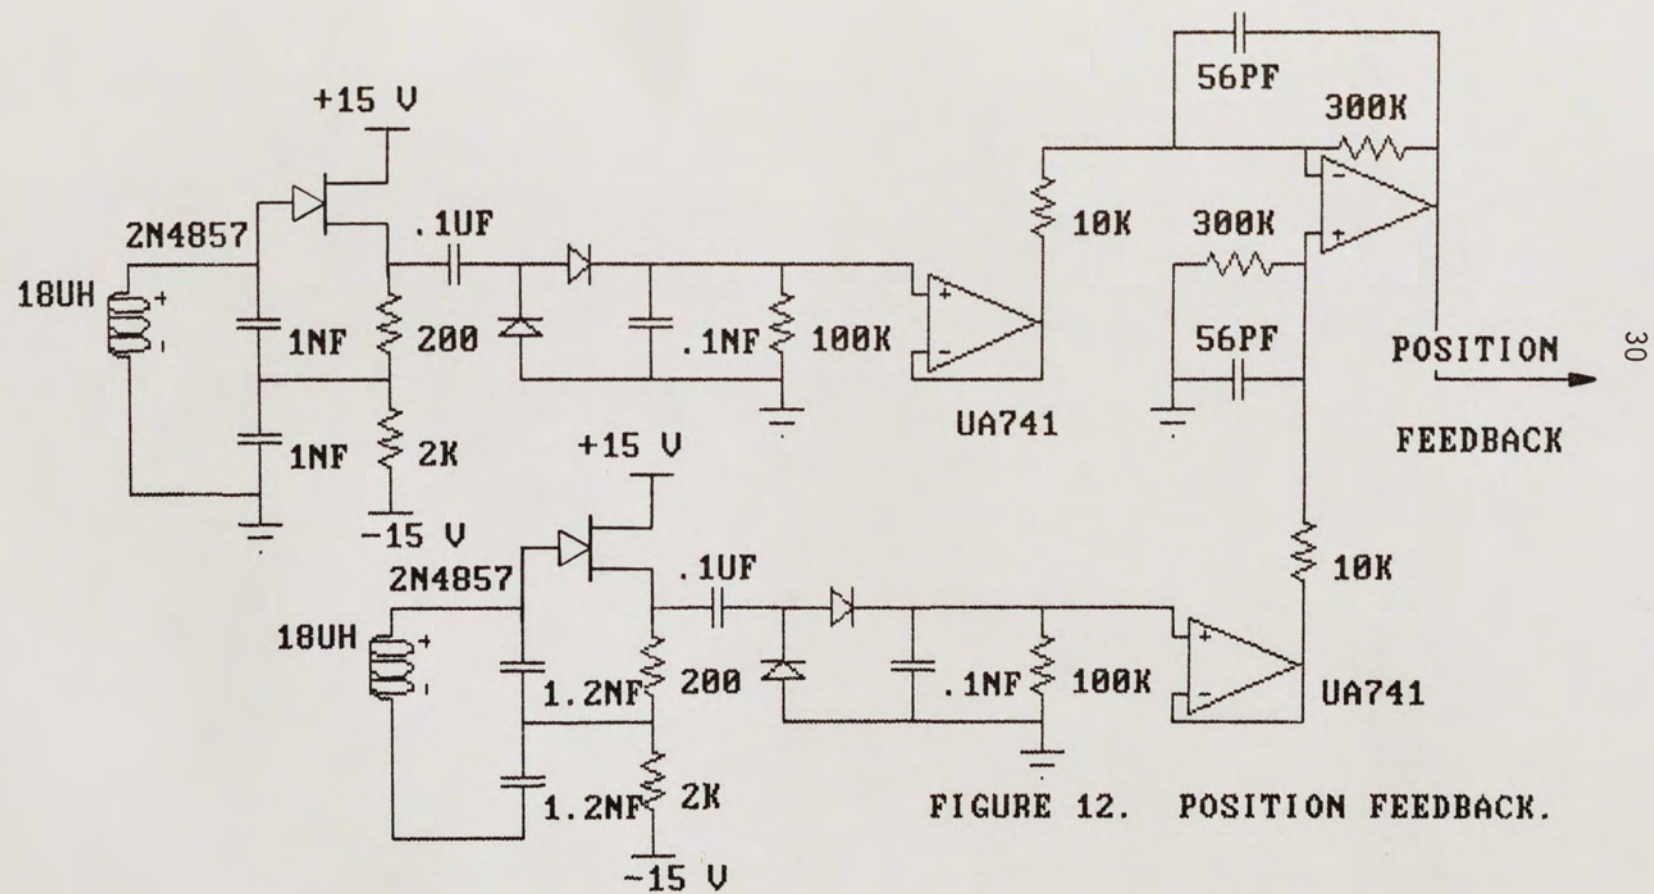 56PF
+15 V
300K
2N4857
.1UF
10K
300K
18UH
+
-
1NF
200
.1NF
100K
+
-
-
+
56PF
POSITION
FEEDBACK
30
UA741
1NF
2K
-15 V
+15 V
2N4857
.1UF
10K
18UH
+
-
1.2NF
200
.1NF
100K
+
-
UA741
1.2NF
2K
-15 V
FIGURE 12. POSITION FEEDBACK.